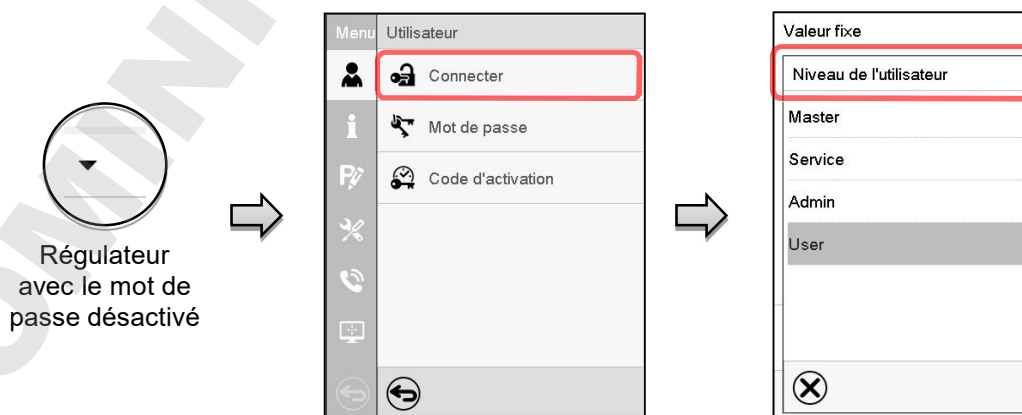 Régulateur
avec le mot de
passe désactivé
Menu
Utilisateur
Connecter
Mot de passe
Code d'activation
Valeur fixe
Niveau de l'utilisateur
Master
Service
Admin
User